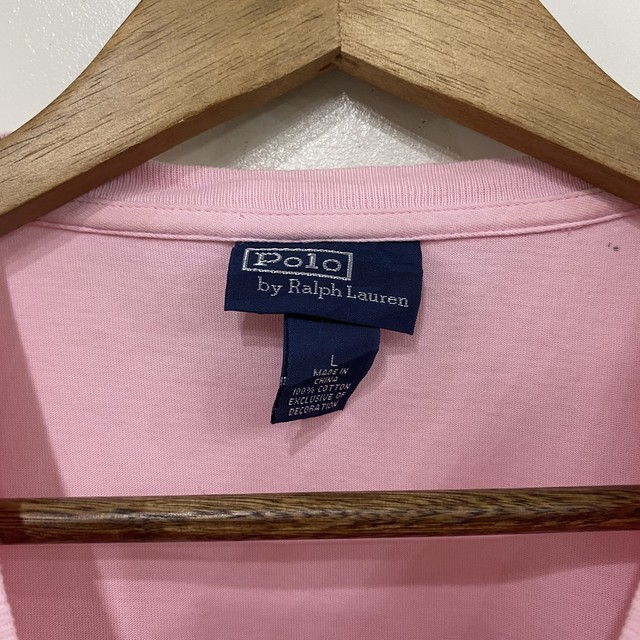 Polo
by Ralph Lauren
L
MADE IN
CHINA
100% COTTON
EXCLUSIVE OF
DECORATION